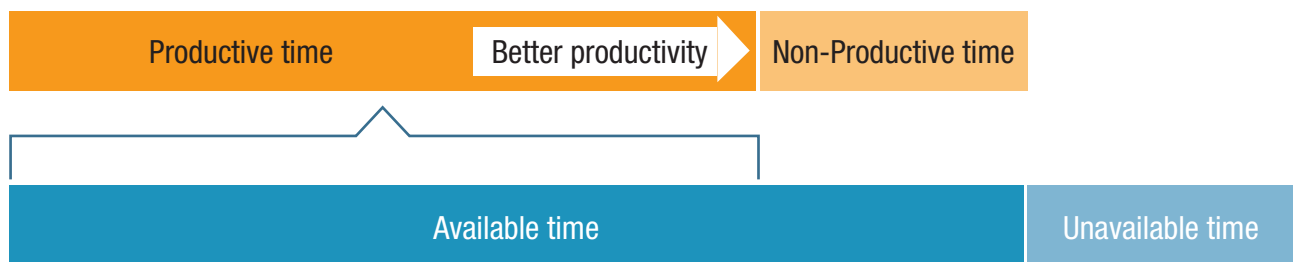 Productive time
Better productivity
Non-Productive time
Available time
Unavailable time